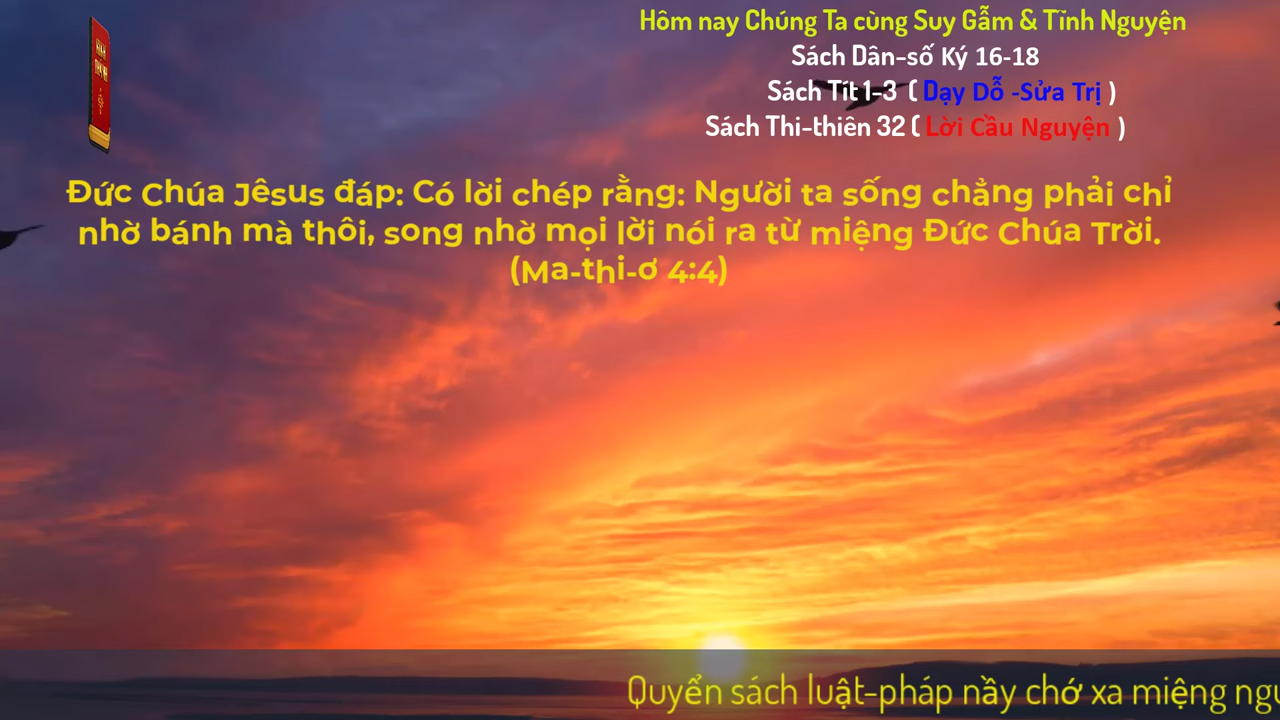 Hôm nay Chúng Ta cùng Suy Gẫm & Tĩnh Nguyện
Sách Dân-số Ký 16-18
Sách Tít 1-3 ( Dạy Dỗ -Sửa Trị )
Sách Thi-thiên 32 ( Lời Cầu Nguyện )
Đức Chúa Jêsus đáp: Có lời chép rằng: Người ta sống chẳng phải chỉ
nhờ bánh mà thôi, song nhờ mọi lời nói ra từ miệng Đức Chúa Trời.
(Ma-thi-ơ 4:4)
Quyển sách luật-pháp nầy chớ xa miệng